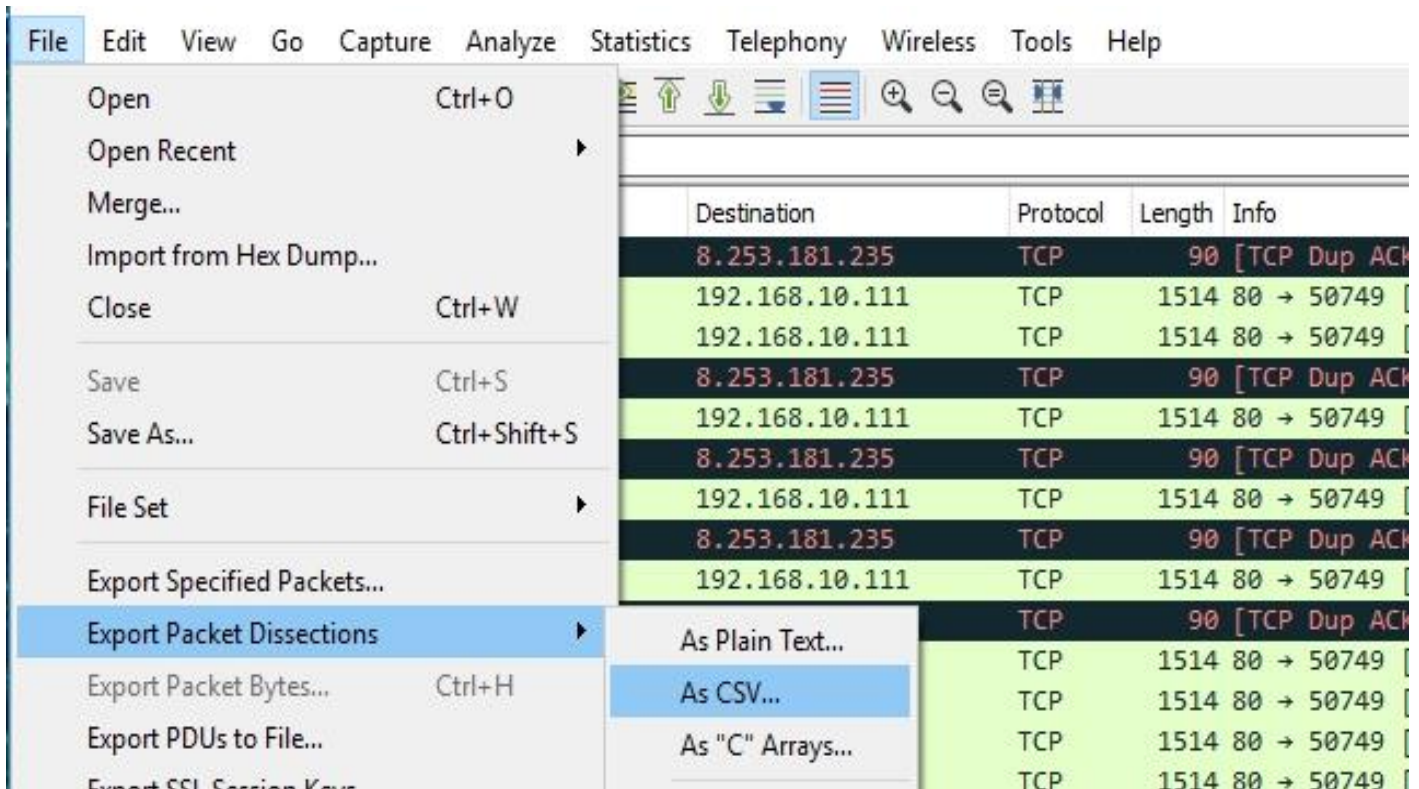 File Edit View Go Capture Analyze Statistics Telephony Wireless Tools Help
Open Ctrl+O
Open Recent
Merge...
Import from Hex Dump...
Close Ctrl+W
Save Ctrl+S
Save As... Ctrl+Shift+S
File Set
Export Specified Packets...
Export Packet Dissections
Export Packet Bytes... Ctrl+H
Export PDUs to File...
Export SSL Session Keys
As Plain Text...
As CSV...
As "C" Arrays...
Destination Protocol Length Info
8.253.181.235 TCP 90 [TCP Dup ACK
192.168.10.111 TCP 1514 80 → 50749 [
192.168.10.111 TCP 1514 80 → 50749 [
8.253.181.235 TCP 90 [TCP Dup ACK
192.168.10.111 TCP 1514 80 → 50749 [
8.253.181.235 TCP 90 [TCP Dup ACK
192.168.10.111 TCP 1514 80 → 50749 [
8.253.181.235 TCP 90 [TCP Dup ACK
192.168.10.111 TCP 1514 80 → 50749 [
TCP 90 [TCP Dup ACK
TCP 1514 80 → 50749 [
TCP 1514 80 → 50749 [
TCP 1514 80 → 50749 [
TCP 1514 80 → 50749 [